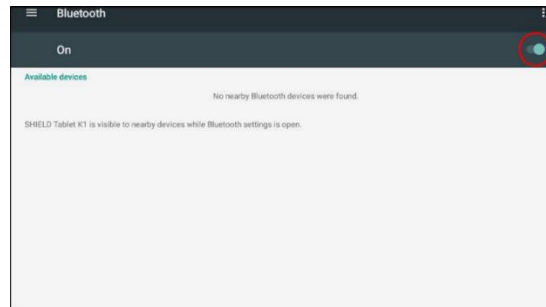 Bluetooth
On
Available devices
No nearby Bluetooth devices were found.
SHIELD Tablet K1 is visible to nearby devices while Bluetooth settings is open.